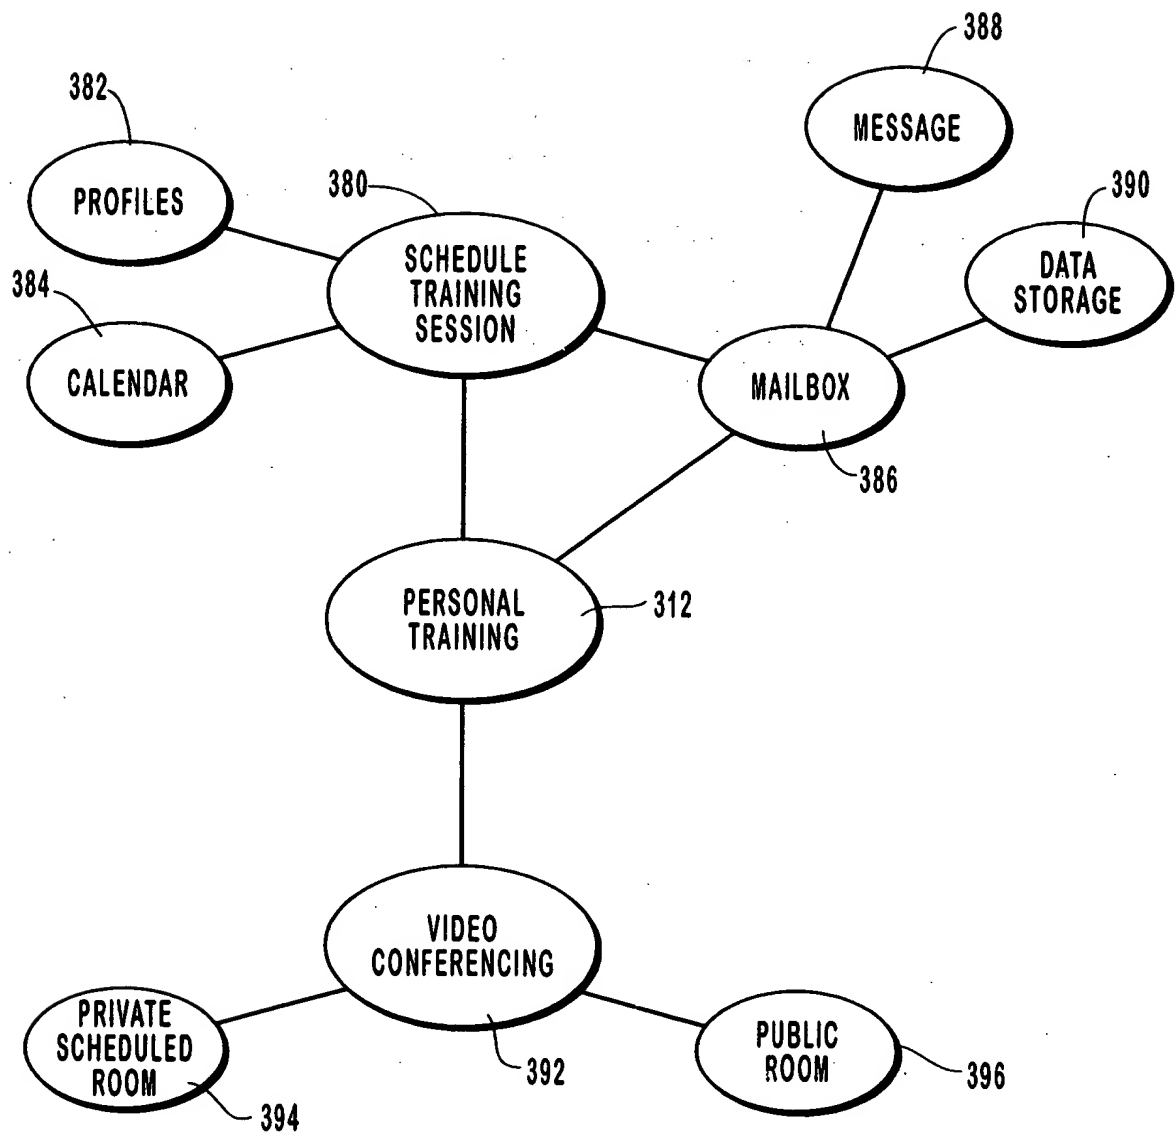 388
382
MESSAGE
PROFILES
380
390
SCHEDULE
TRAINING
SESSION
DATA
STORAGE
384
CALENDAR
MAILBOX
386
PERSONAL
TRAINING
312
VIDEO
CONFERENCING
PRIVATE
SCHEDULED
ROOM
392
PUBLIC
ROOM
396
394